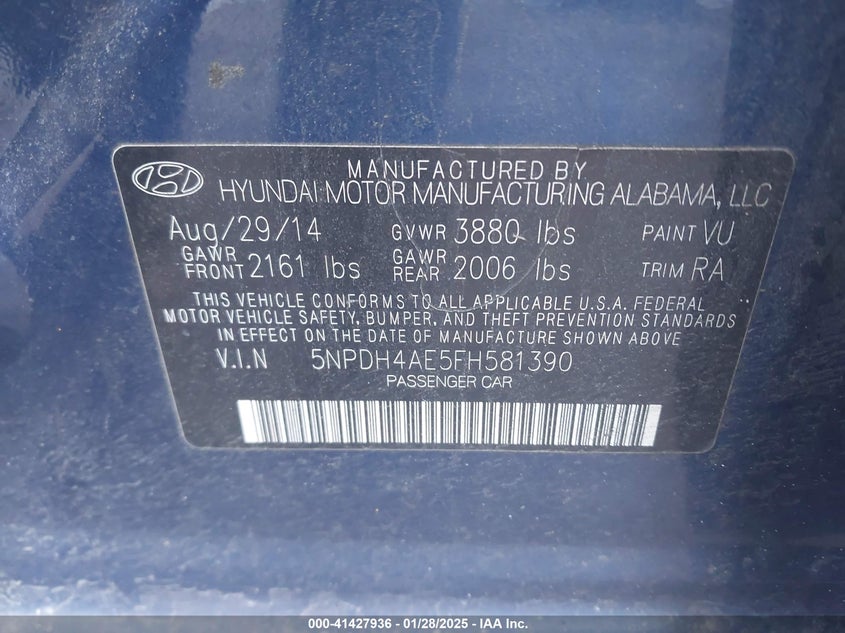 MANUFACTURED BY
HYUNDAI MOTOR MANUFACTURING ALABAMA, LLC
Aug/29/14 GVWR 3880 lbs PAINT VU
GAWR FRONT 2161 lbs GAWR REAR 2006 lbs TRIM RA
THIS VEHICLE CONFORMS TO ALL APPLICABLE U.S.A. FEDERAL
MOTOR VEHICLE SAFETY, BUMPER, AND THEFT PREVENTION STANDARDS
IN EFFECT ON THE DATE OF MANUFACTURE SHOWN ABOVE
V.I.N 5NPDH4AE5FH581390
PASSENGER CAR
000-41427936 - 01/28/2025 - IAA Inc.